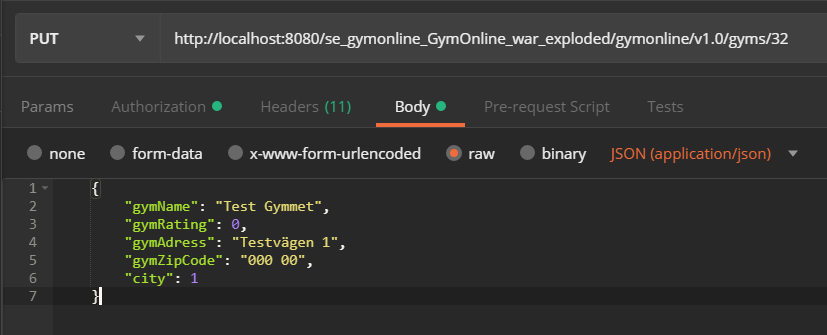 PUT http://localhost:8080/se_gymonline_GymOnline_war_exploded/gymonline/v1.0/gyms/32
Params Authorization Headers (11) Body Pre-request Script Tests
none form-data x-www-form-urlencoded raw binary JSON (application/json)
1 {
2 "gymName": "Test Gymmet",
3 "gymRating": 0,
4 "gymAdress": "Testvägen 1",
5 "gymZipCode": "000 00",
6 "city": 1
7 }